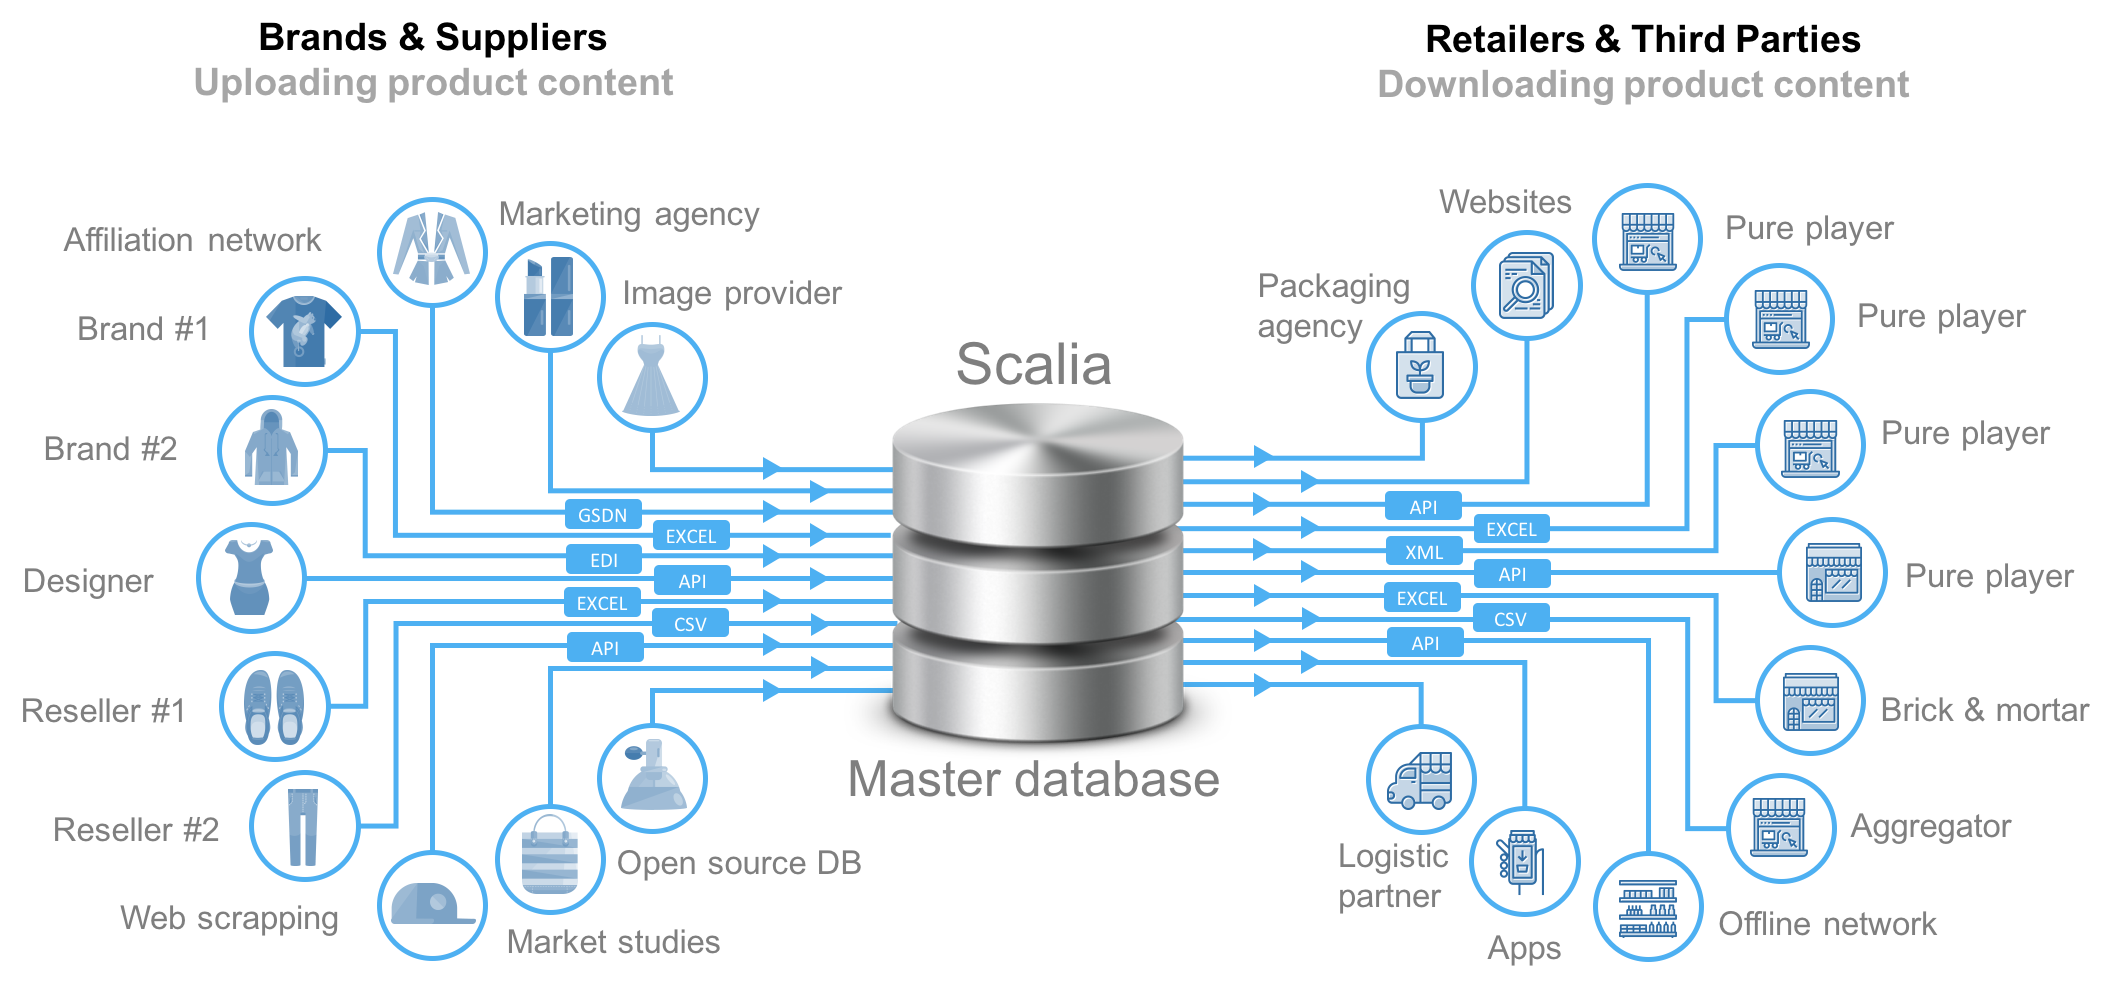 Brands & Suppliers
Uploading product content
Retailers & Third Parties
Downloading product content
Affiliation network
Marketing agency
Image provider
Brand #1
Brand #2
Designer
Reseller #1
Reseller #2
Web scrapping
Market studies
Open source DB
GSDN
EXCEL
EDI
API
EXCEL
CSV
API
Scalia
Master database
API
EXCEL
XML
API
EXCEL
CSV
API
Packaging
agency
Websites
Pure player
Pure player
Pure player
Pure player
Brick & mortar
Aggregator
Offline network
Apps
Logistic
partner